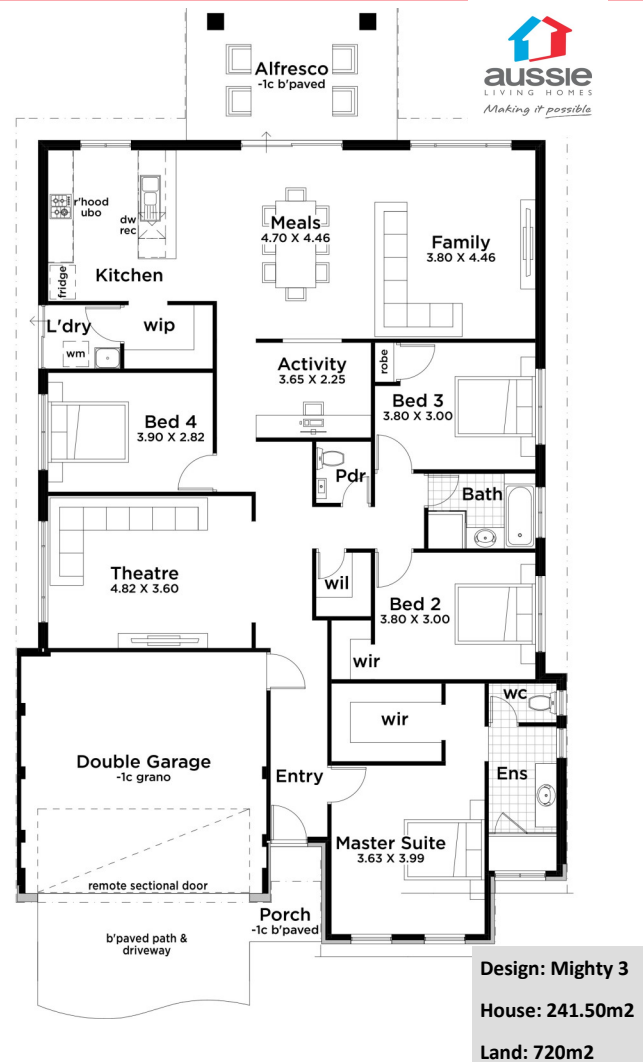 aussie
LIVING HOMES
Making it possible
Alfresco
-1c b'paved
r'hood
ubo
dw
rec
Meals
4.70 X 4.46
Family
3.80 X 4.46
Kitchen
fridge
L'dry
wip
wm
Activity
3.65 X 2.25
robe
Bed 3
3.80 X 3.00
Bed 4
3.90 X 2.82
Pdr
Bath
Theatre
4.82 X 3.60
wil
Bed 2
3.80 X 3.00
wir
wir
wc
Double Garage
-1c grano
Entry
Ens
Master Suite
3.63 X 3.99
remote sectional door
Porch
-1c b'paved
b'paved path &
driveway
Design: Mighty 3
House: 241.50m2
Land: 720m2